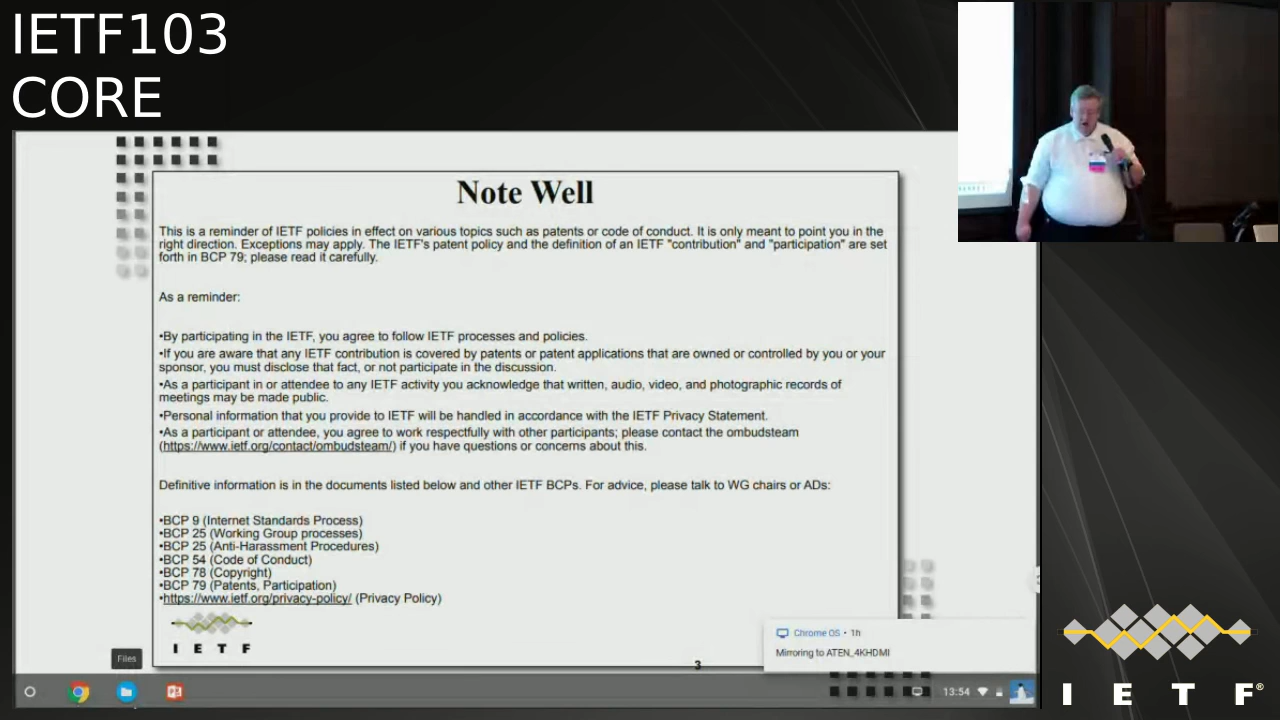 IETF103
CORE
Note Well
This is a reminder of IETF policies in effect on various topics such as patents or code of conduct. It is only meant to point you in the
right direction. Exceptions may apply. The IETF's patent policy and the definition of an IETF "contribution" and "participation" are set
forth in BCP 79; please read it carefully.
As a reminder:
•By participating in the IETF, you agree to follow IETF processes and policies.
•If you are aware that any IETF contribution is covered by patents or patent applications that are owned or controlled by you or your
sponsor, you must disclose that fact, or not participate in the discussion.
•As a participant in or attendee to any IETF activity you acknowledge that written, audio, video, and photographic records of
meetings may be made public.
•Personal information that you provide to IETF will be handled in accordance with the IETF Privacy Statement.
•As a participant or attendee, you agree to work respectfully with other participants; please contact the ombudsteam
(https://www.ietf.org/contact/ombudsteam/) if you have questions or concerns about this.
Definitive information is in the documents listed below and other IETF BCPs. For advice, please talk to WG chairs or ADs:
•BCP 9 (Internet Standards Process)
•BCP 25 (Working Group processes)
•BCP 25 (Anti-Harassment Procedures)
•BCP 54 (Code of Conduct)
•BCP 78 (Copyright)
•BCP 79 (Patents, Participation)
•https://www.ietf.org/privacy-policy/ (Privacy Policy)
I E T F
3
Chrome OS • 1h
Mirroring to ATEN_4KHDMI
Files
13:54
I E T F®